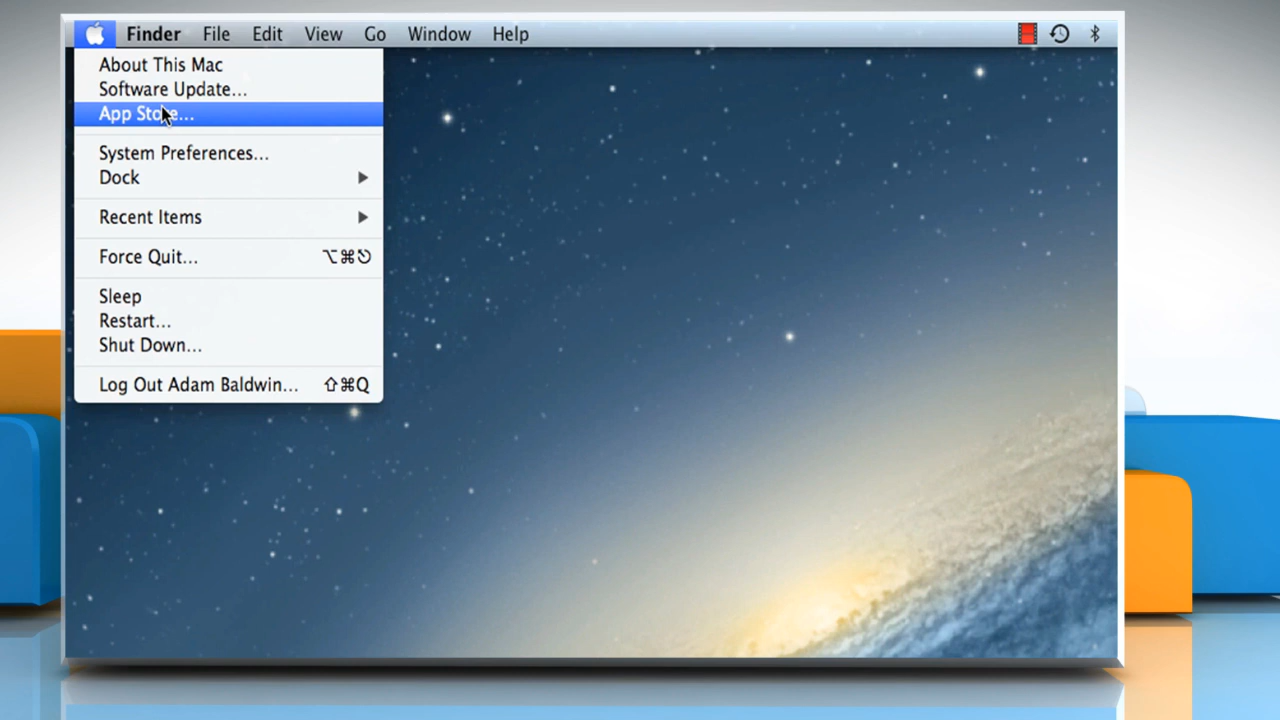 Finder File Edit View Go Window Help
About This Mac
Software Update...
App Store...
System Preferences...
Dock
Recent Items
Force Quit... ⌥⌘⎋
Sleep
Restart...
Shut Down...
Log Out Adam Baldwin... ⇧⌘Q